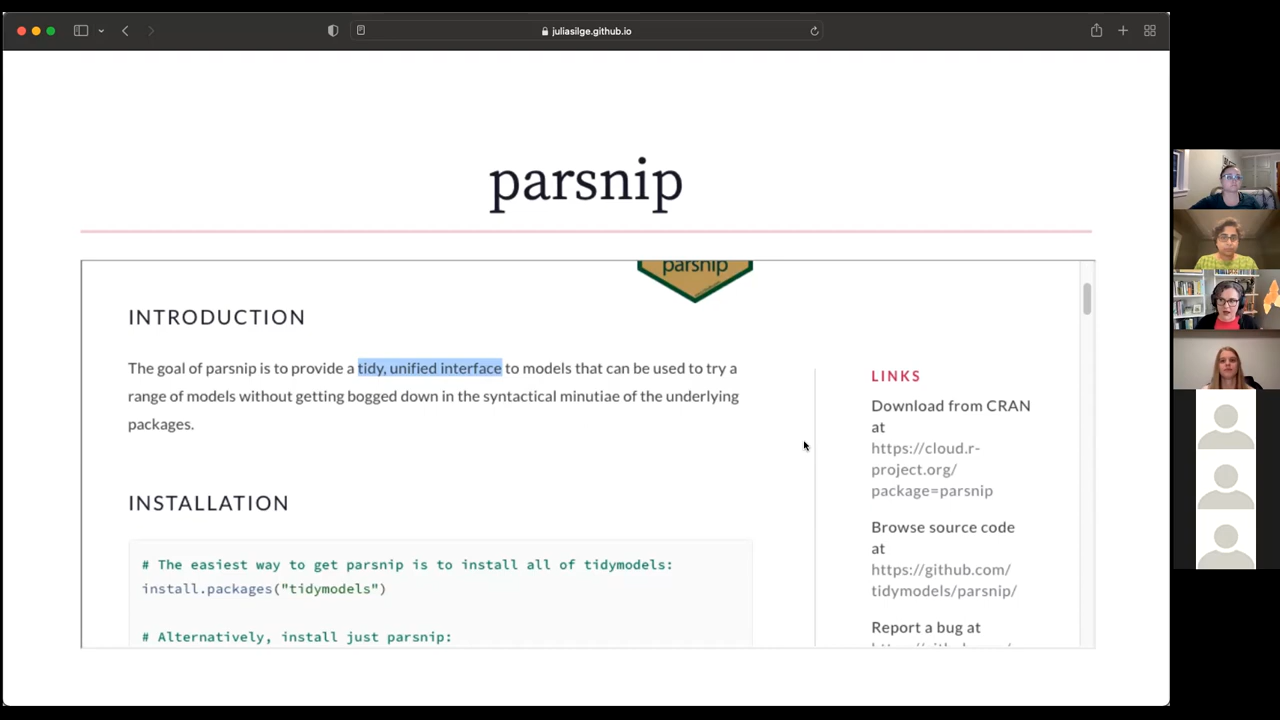 juliasilge.github.io
parsnip
parsnip
INTRODUCTION
The goal of parsnip is to provide a tidy, unified interface to models that can be used to try a
range of models without getting bogged down in the syntactical minutiae of the underlying
packages.
INSTALLATION
# The easiest way to get parsnip is to install all of tidymodels:
install.packages("tidymodels")
# Alternatively, install just parsnip:
LINKS
Download from CRAN
at
https://cloud.r-
project.org/
package=parsnip
Browse source code
at
https://github.com/
tidymodels/parsnip/
Report a bug at